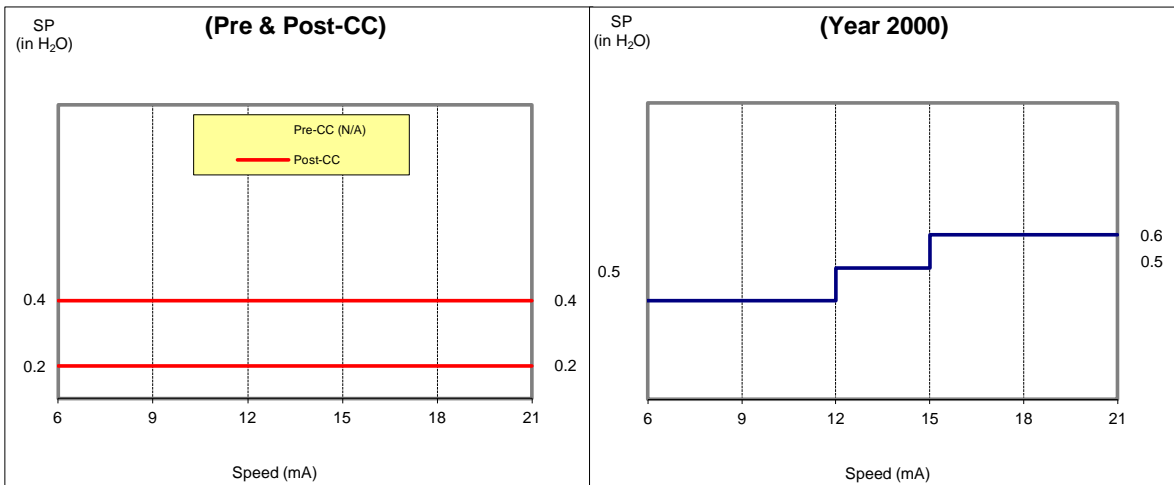 SP
(in H₂O)
(Pre & Post-CC)
Pre-CC (N/A)
Post-CC
0.4
0.4
0.2
0.2
6 9 12 15 18 21
Speed (mA)
SP
(in H₂O)
(Year 2000)
0.6
0.5
0.5
6 9 12 15 18 21
Speed (mA)